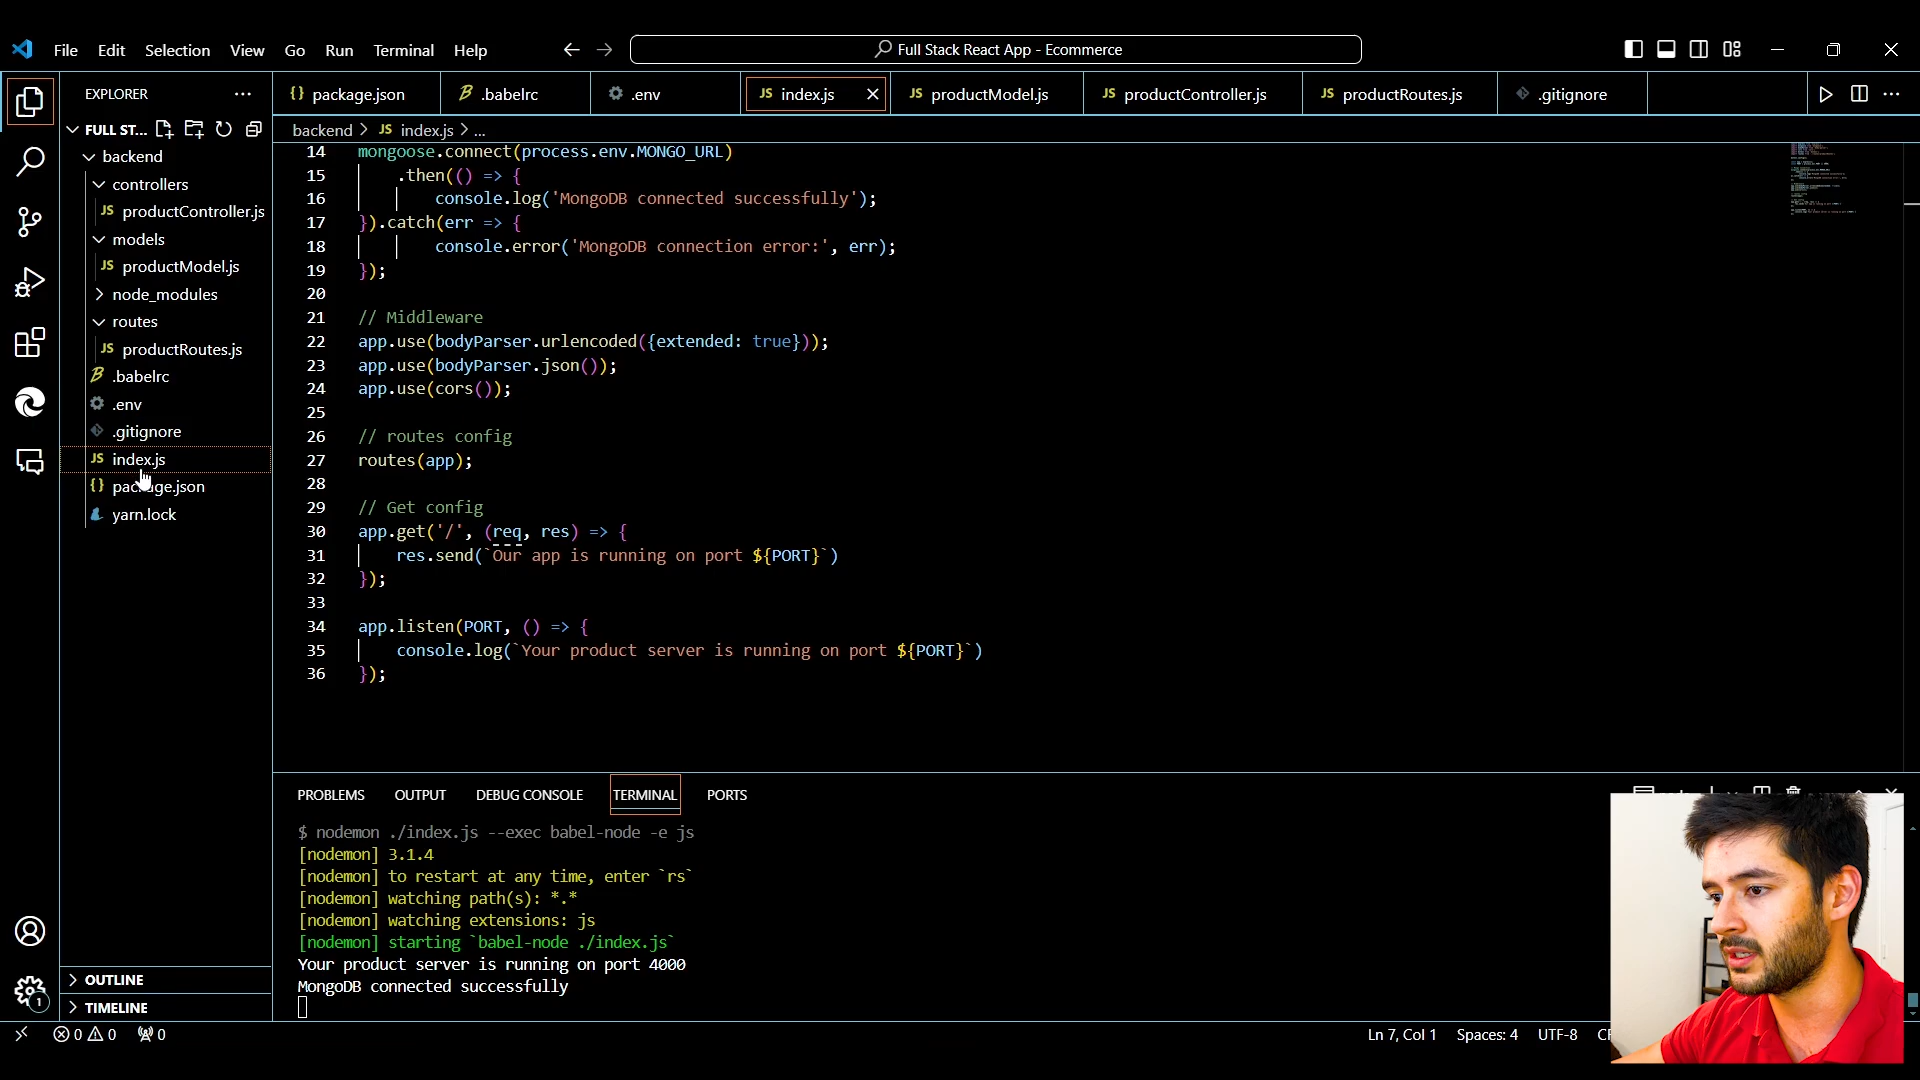 File Edit Selection View Go Run Terminal Help
Full Stack React App - Ecommerce
EXPLORER
FULL ST...
backend
controllers
JS productController.js
models
JS productModel.js
node_modules
routes
JS productRoutes.js
.babelrc
.env
.gitignore
JS index.js
{} package.json
yarn.lock
OUTLINE
TIMELINE
{} package.json
.babelrc
.env
JS index.js
JS productModel.js
JS productController.js
JS productRoutes.js
.gitignore
backend > JS index.js > ...
14 mongoose.connect(process.env.MONGO_URL)
15 .then(() => {
16 console.log('MongoDB connected successfully');
17 }).catch(err => {
18 console.error('MongoDB connection error:', err);
19 });
20
21 // Middleware
22 app.use(bodyParser.urlencoded({extended: true}));
23 app.use(bodyParser.json());
24 app.use(cors());
25
26 // routes config
27 routes(app);
28
29 // Get config
30 app.get('/', (req, res) => {
31 res.send(`Our app is running on port ${PORT}`)
32 });
33
34 app.listen(PORT, () => {
35 console.log(`Your product server is running on port ${PORT}`)
36 });
PROBLEMS OUTPUT DEBUG CONSOLE TERMINAL PORTS
$ nodemon ./index.js --exec babel-node -e js
[nodemon] 3.1.4
[nodemon] to restart at any time, enter `rs`
[nodemon] watching path(s): *.*
[nodemon] watching extensions: js
[nodemon] starting `babel-node ./index.js`
Your product server is running on port 4000
MongoDB connected successfully
1
0 0 0
Ln 7, Col 1 Spaces: 4 UTF-8